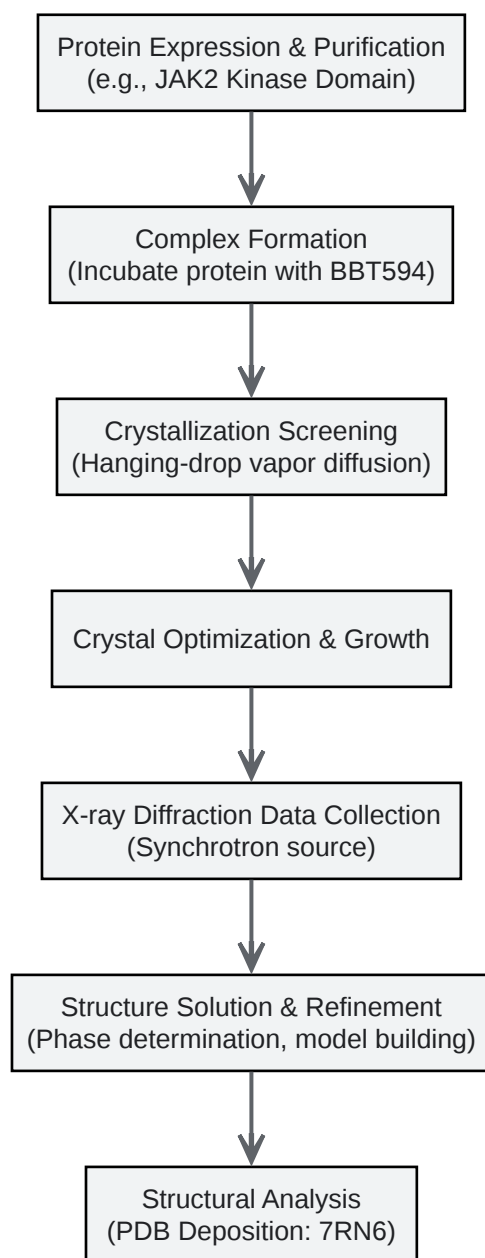 Protein Expression & Purification
(e.g., JAK2 Kinase Domain)
Complex Formation
(Incubate protein with BBT594)
Crystallization Screening
(Hanging-drop vapor diffusion)
Crystal Optimization & Growth
X-ray Diffraction Data Collection
(Synchrotron source)
Structure Solution & Refinement
(Phase determination, model building)
Structural Analysis
(PDB Deposition: 7RN6)